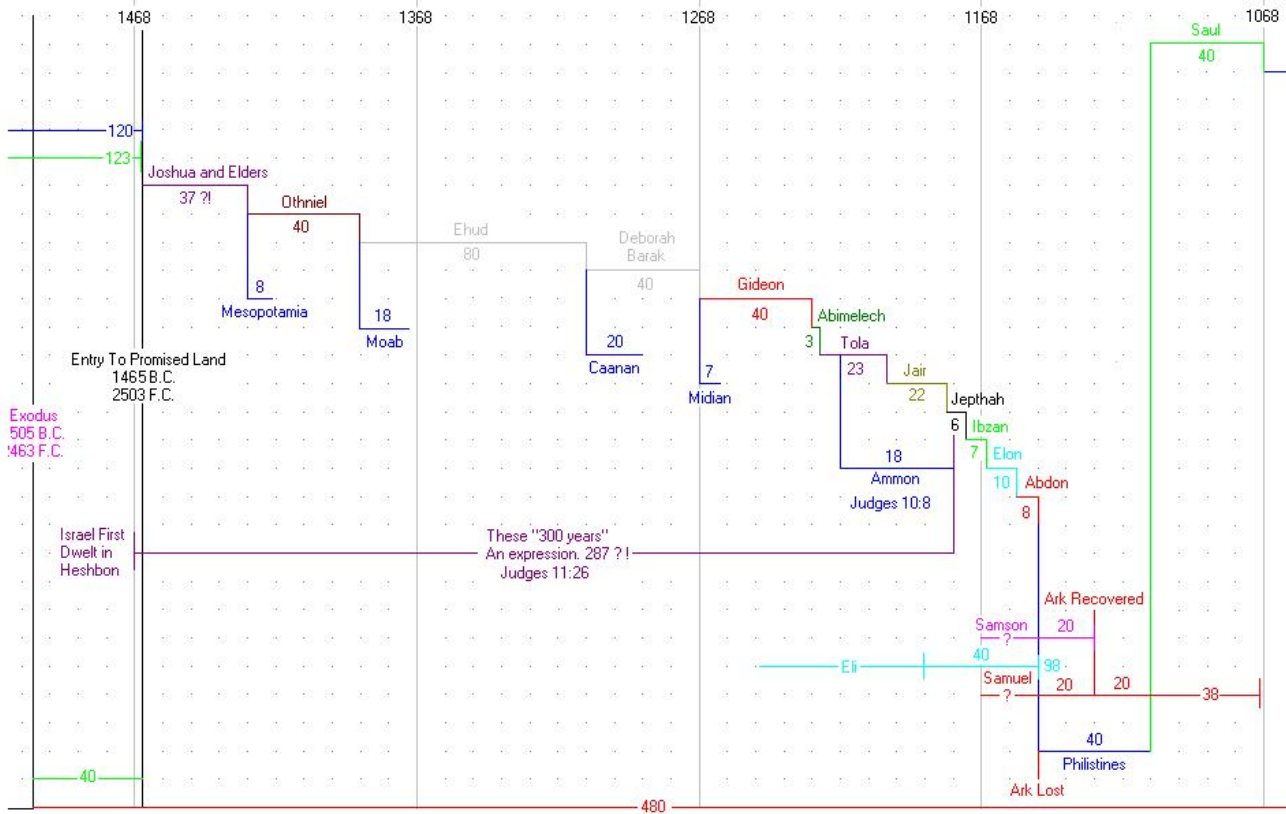 1468
1368
1268
1168
1068
Saul
40
120
123
Joshua and Elders
37 ?!
Othniel
40
Ehud
80
Deborah
Barak
40
Gideon
40
Abimelech
3
Tola
23
Jair
22
Jepthah
6
Ibzan
7
Elon
10
Abdon
8
8
Mesopotamia
18
Moab
20
Caanan
7
Midian
18
Ammon
Judges 10:8
Entry To Promised Land
1465 B.C.
2503 F.C.
Exodus
505 B.C.
463 F.C.
Israel First
Dwelt in
Heshbon
These "300 years"
An expression. 287 ? !
Judges 11:26
Ark Recovered
Samson
?
20
Eli
40
98
Samuel
?
20
20
38
40
Philistines
Ark Lost
40
480